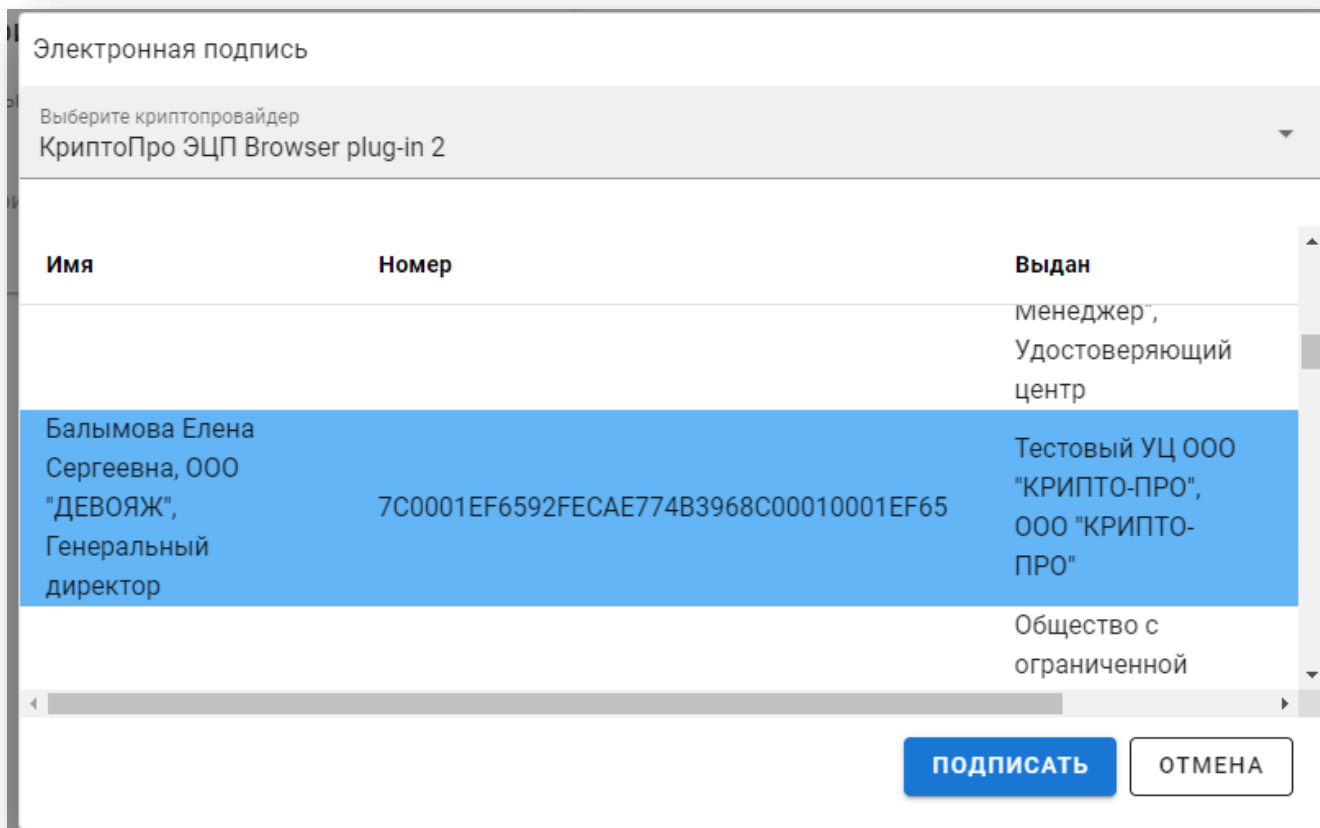 Электронная подпись
Выберите криптопровайдер
КриптоПро ЭЦП Browser plug-in 2
Имя Номер Выдан
Менеджер",
Удостоверяющий
центр
Балымова Елена
Сергеевна, ООО
"ДЕВОЯЖ",
Генеральный
директор
7C0001EF6592FECAE774B3968C00010001EF65
Тестовый УЦ ООО
"КРИПТО-ПРО",
ООО "КРИПТО-
ПРО"
Общество с
ограниченной
ПОДПИСАТЬ ОТМЕНА